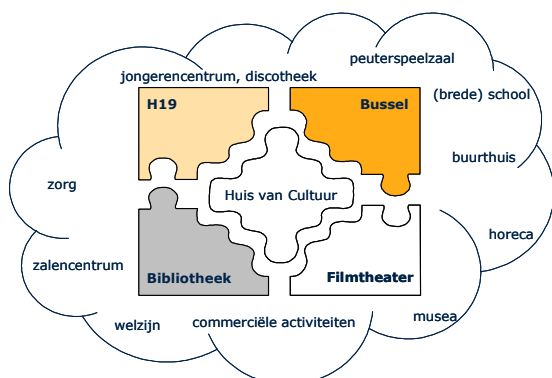 peuterspeelzaal
jongerencentrum, discotheek
H19
Bussel
(brede) school
buurthuis
zorg
Huis van Cultuur
horeca
zalencentrum
Bibliotheek
Filmtheater
welzijn
commerciële activiteiten
musea